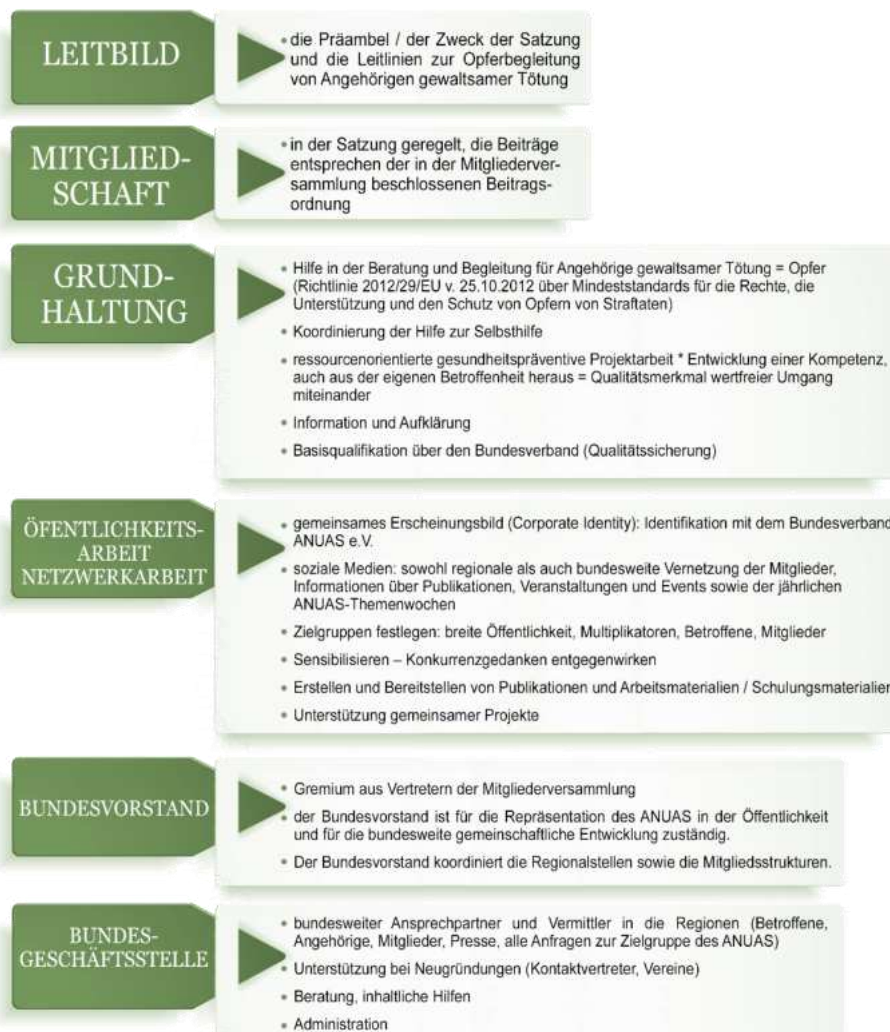 LEITBILD
• die Präambel / der Zweck der Satzung
und die Leitlinien zur Opferbegleitung
von Angehörigen gewaltsamer Tötung
MITGLIED-
SCHAFT
• in der Satzung geregelt, die Beiträge
entsprechen der in der Mitgliederver-
sammlung beschlossenen Beitrags-
ordnung
GRUND-
HALTUNG
• Hilfe in der Beratung und Begleitung für Angehörige gewaltsamer Tötung = Opfer
(Richtlinie 2012/29/EU v. 25.10.2012 über Mindeststandards für die Rechte, die
Unterstützung und den Schutz von Opfern von Straftaten)
• Koordinierung der Hilfe zur Selbsthilfe
• ressourcenorientierte gesundheitspräventive Projektarbeit * Entwicklung einer Kompetenz,
auch aus der eigenen Betroffenheit heraus = Qualitätsmerkmal wertfreier Umgang
miteinander
• Information und Aufklärung
• Basisqualifikation über den Bundesverband (Qualitätssicherung)
ÖFENTLICHKEITS-
ARBEIT
NETZWERKARBEIT
• gemeinsames Erscheinungsbild (Corporate Identity): Identifikation mit dem Bundesverband
ANUAS e.V.
• soziale Medien: sowohl regionale als auch bundesweite Vernetzung der Mitglieder,
Informationen über Publikationen, Veranstaltungen und Events sowie der jährlichen
ANUAS-Themenwochen
• Zielgruppen festlegen: breite Öffentlichkeit, Multiplikatoren, Betroffene, Mitglieder
• Sensibilisieren – Konkurrenzgedanken entgegenwirken
• Erstellen und Bereitstellen von Publikationen und Arbeitsmaterialien / Schulungsmaterialien
• Unterstützung gemeinsamer Projekte
BUNDESVORSTAND
• Gremium aus Vertretern der Mitgliederversammlung
• der Bundesvorstand ist für die Repräsentation des ANUAS in der Öffentlichkeit
und für die bundesweite gemeinschaftliche Entwicklung zuständig.
• Der Bundesvorstand koordiniert die Regionalstellen sowie die Mitgliedsstrukturen.
BUNDES-
GESCHÄFTSSTELLE
• bundesweiter Ansprechpartner und Vermittler in die Regionen (Betroffene,
Angehörige, Mitglieder, Presse, alle Anfragen zur Zielgruppe des ANUAS)
• Unterstützung bei Neugründungen (Kontaktvertreter, Vereine)
• Beratung, inhaltliche Hilfen
• Administration